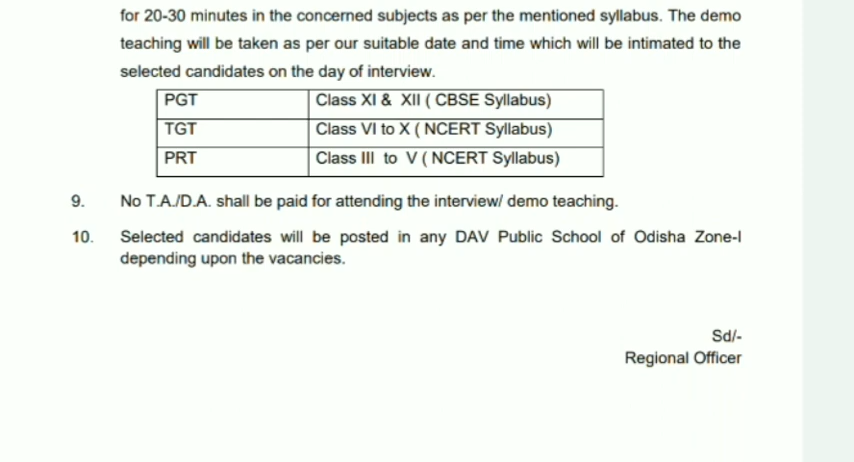 for 20-30 minutes in the concerned subjects as per the mentioned syllabus. The demo
teaching will be taken as per our suitable date and time which will be intimated to the
selected candidates on the day of interview.
PGT Class XI & XII ( CBSE Syllabus)
TGT Class VI to X ( NCERT Syllabus)
PRT Class III to V ( NCERT Syllabus)
9. No T.A./D.A. shall be paid for attending the interview/ demo teaching.
10. Selected candidates will be posted in any DAV Public School of Odisha Zone-I
depending upon the vacancies.
Sd/-
Regional Officer